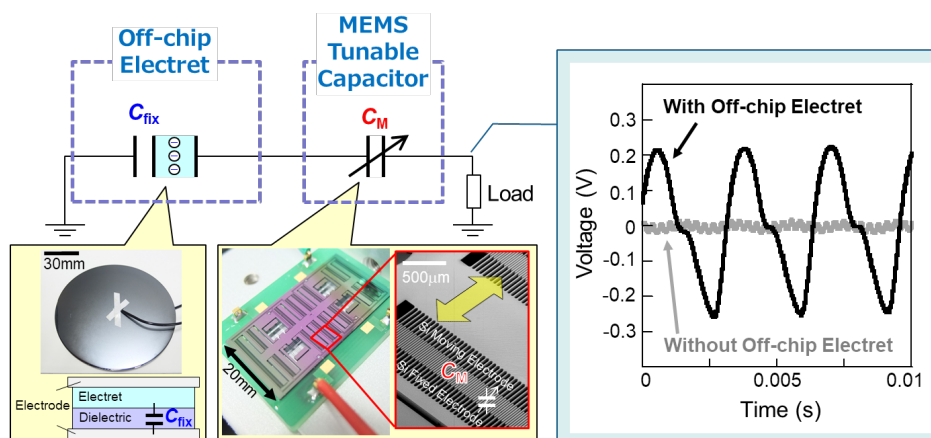 Off-chip
Electret
MEMS
Tunable
Capacitor
Cfix
CM
Load
30mm
Electrode
Electret
Dielectric
Cfix
20mm
500μm
Si Moving Electrode
CM
Si Fixed Electrode
With Off-chip Electret
Without Off-chip Electret
Voltage (V)
0.3
0.2
0.1
0
-0.1
-0.2
-0.3
0
0.005
0.01
Time (s)